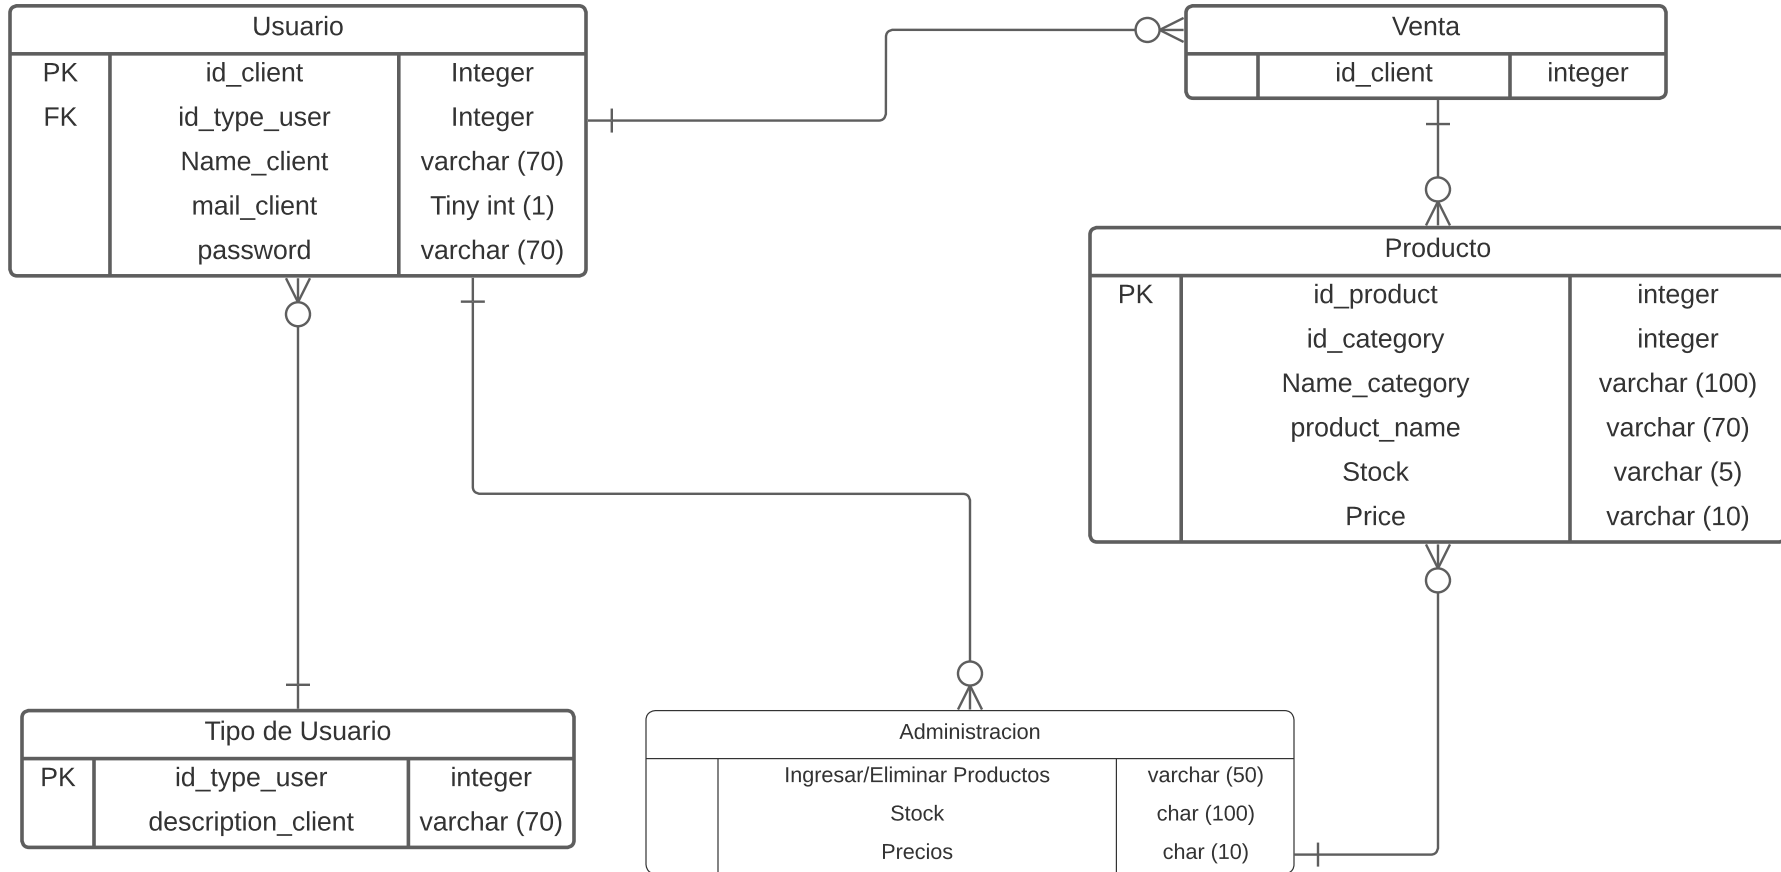 Usuario
PK id_client Integer
FK id_type_user Integer
Name_client varchar (70)
mail_client Tiny int (1)
password varchar (70)
Venta
id_client integer
Producto
PK id_product integer
id_category integer
Name_category varchar (100)
product_name varchar (70)
Stock varchar (5)
Price varchar (10)
Tipo de Usuario
PK id_type_user integer
description_client varchar (70)
Administracion
Ingresar/Eliminar Productos varchar (50)
Stock char (100)
Precios char (10)